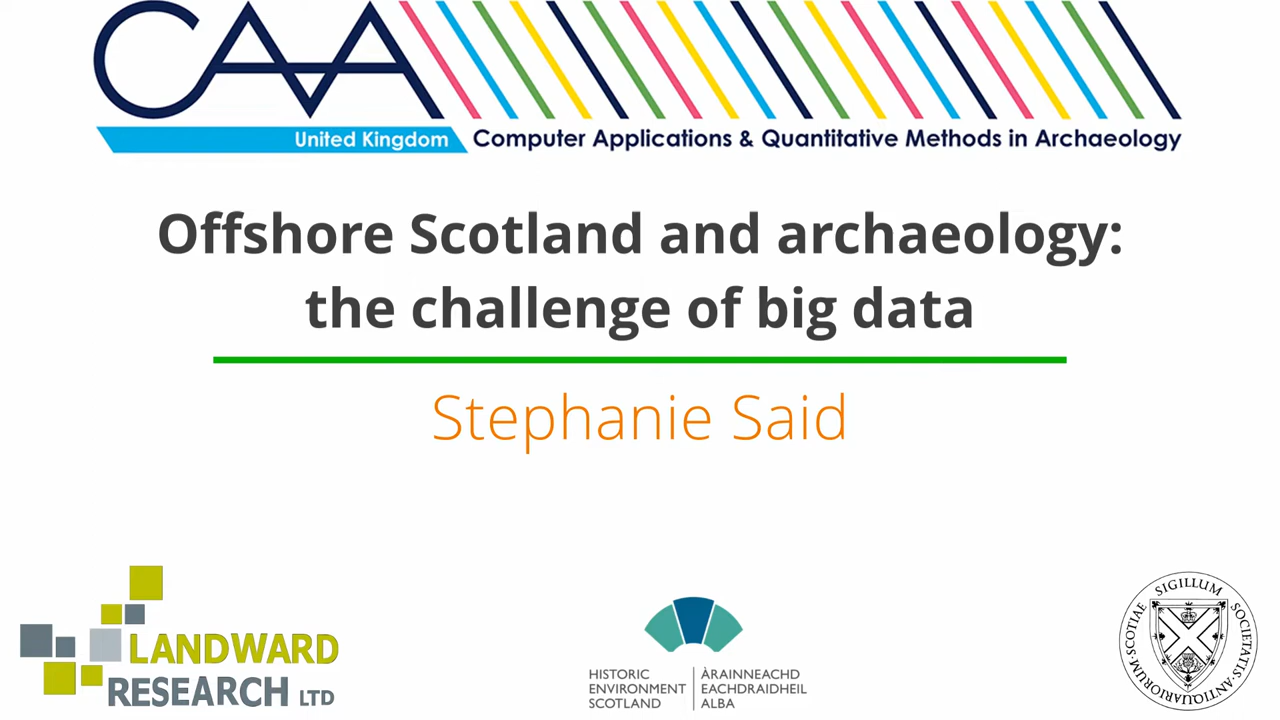 CAA
United Kingdom
Computer Applications & Quantitative Methods in Archaeology
Offshore Scotland and archaeology:
the challenge of big data
Stephanie Said
LANDWARD
RESEARCH LTD
HISTORIC
ENVIRONMENT
SCOTLAND
ÀRAINNEACHD
EACHDRAIDHEIL
ALBA
SIGILLUM SOCIETATIS·ANTIQUARIORUM·SCOTIAE